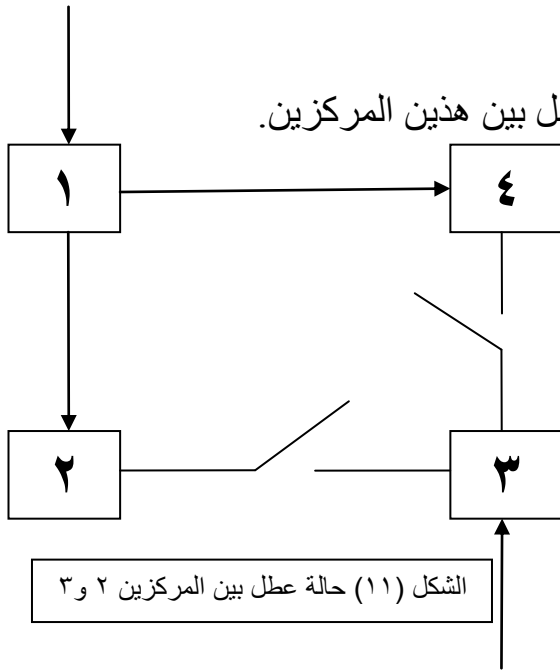 بين هذين المركزين.
١
٤
٢
٣
الشكل (١١) حالة عطل بين المركزين ٢ و٣